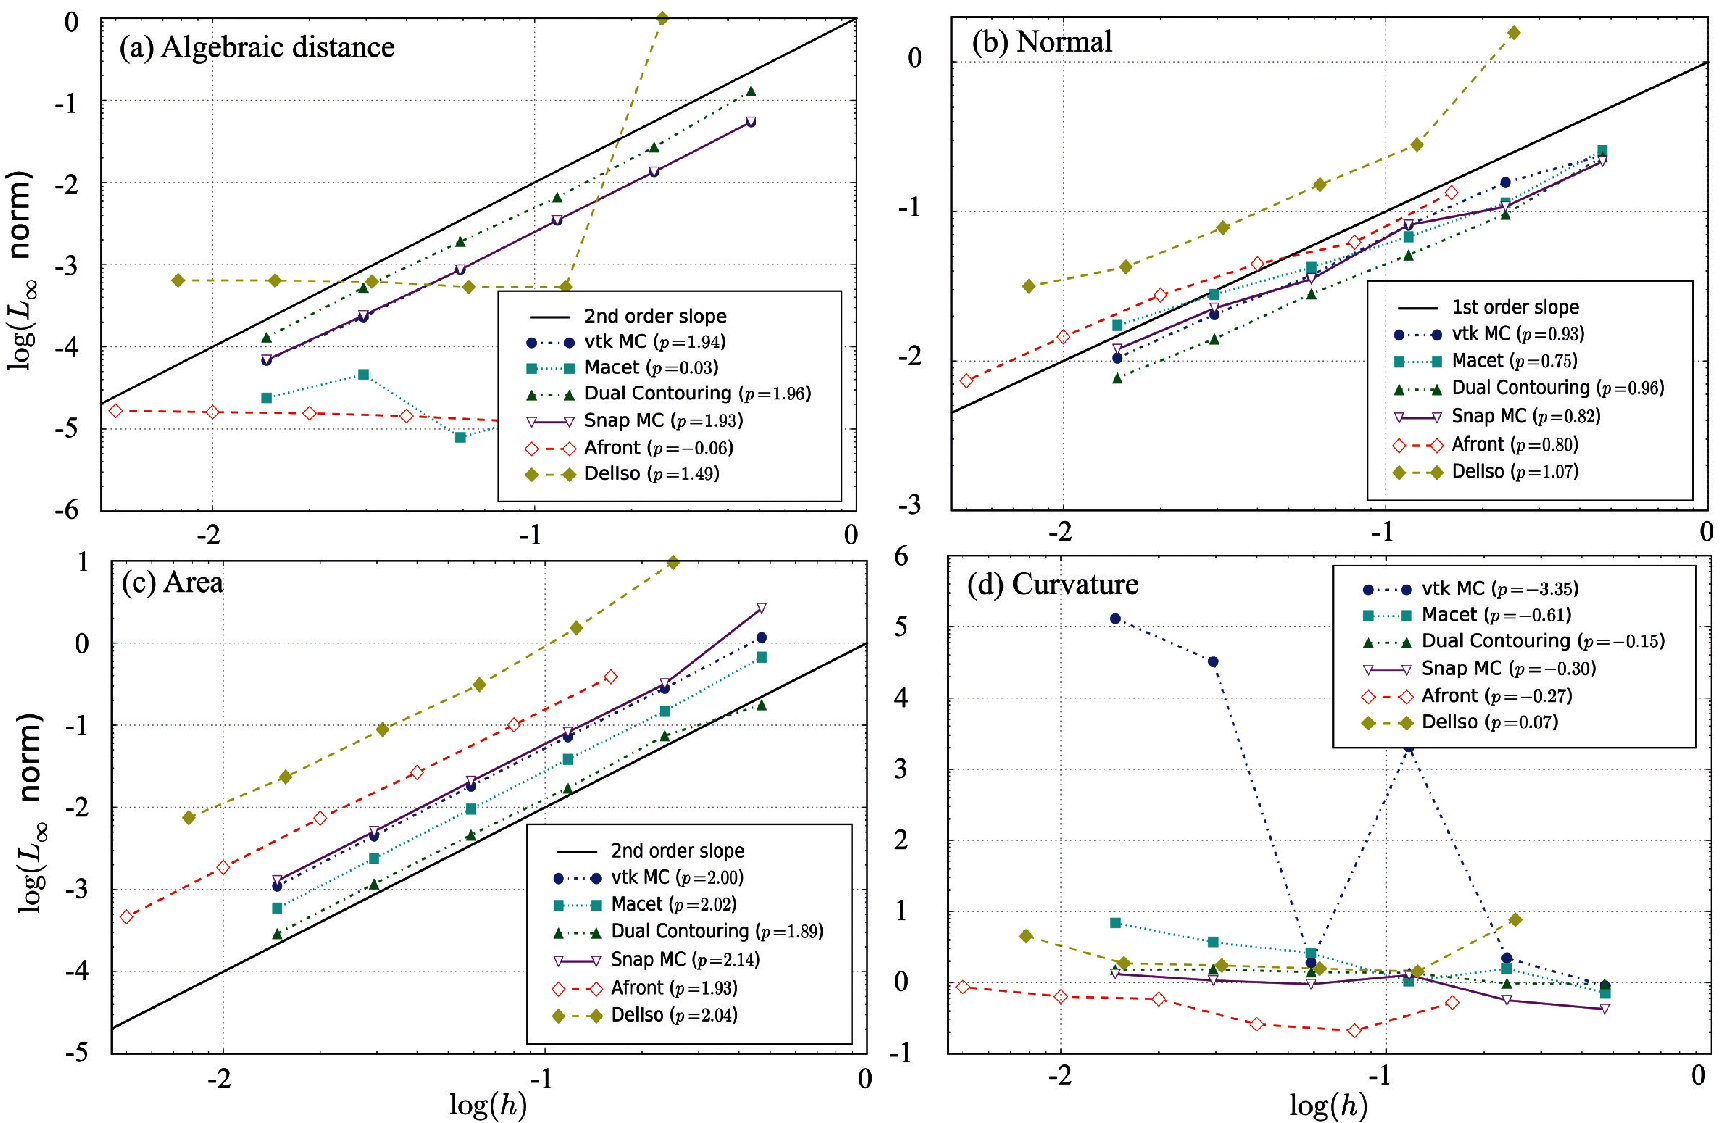 (a) Algebraic distance
0
-1
-2
-3
-4
-5
-6
-2
-1
0
log(L∞ norm)
2nd order slope
vtk MC (p=1.94)
Macet (p=0.03)
Dual Contouring (p=1.96)
Snap MC (p=1.93)
Afront (p=−0.06)
DelIso (p=1.49)
(b) Normal
0
-1
-2
-3
-2
-1
0
1st order slope
vtk MC (p=0.93)
Macet (p=0.75)
Dual Contouring (p=0.96)
Snap MC (p=0.82)
Afront (p=0.80)
DelIso (p=1.07)
(c) Area
1
0
-1
-2
-3
-4
-5
-2
-1
0
log(L∞ norm)
log(h)
2nd order slope
vtk MC (p=2.00)
Macet (p=2.02)
Dual Contouring (p=1.89)
Snap MC (p=2.14)
Afront (p=1.93)
DelIso (p=2.04)
(d) Curvature
6
5
4
3
2
1
0
-1
-2
-1
0
log(h)
vtk MC (p=−3.35)
Macet (p=−0.61)
Dual Contouring (p=−0.15)
Snap MC (p=−0.30)
Afront (p=−0.27)
DelIso (p=0.07)